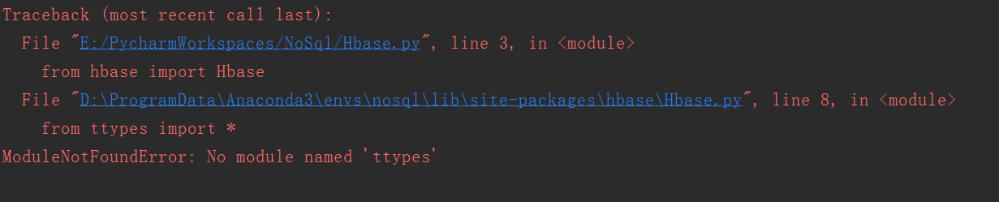 Traceback (most recent call last):
  File "E:/PycharmWorkspaces/NoSql/Hbase.py", line 3, in <module>
    from hbase import Hbase
  File "D:\ProgramData\Anaconda3\envs\nosql\lib\site-packages\hbase\Hbase.py", line 8, in <module>
    from ttypes import *
ModuleNotFoundError: No module named 'ttypes'